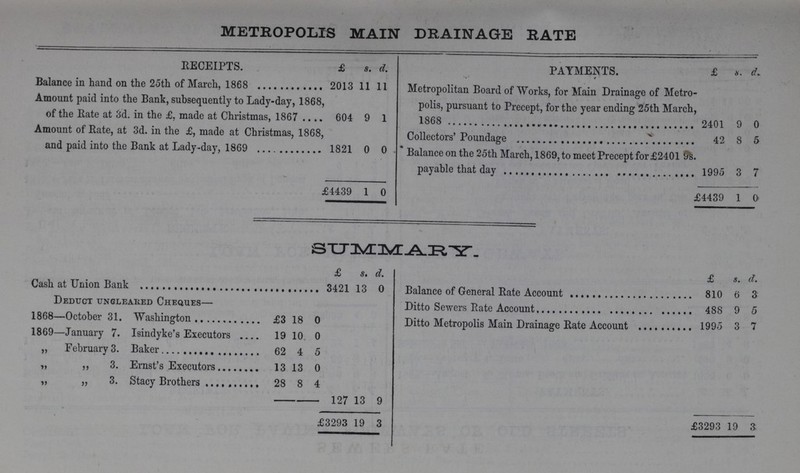 METROPOLIS MAIN DRAINAGE RATE
RECEIPTS. £ s. d.
Balance in hand on the 25th of March, 1868 ............ 2013 11 11
Amount paid into the Bank, subsequently to Lady-day, 1868,
of the Rate at 3d. in the £, made at Christmas, 1867 .... 604 9 1
Amount of Rate, at 3d. in the £, made at Christmas, 1868,
and paid into the Bank at Lady-day, 1869 ............ 1821 0 0
£4439 1 0
PAYMENTS. £ s. d.
Metropolitan Board of Works, for Main Drainage of Metro-
polis, pursuant to Precept, for the year ending 25th March,
1868 ........................................ 2401 9 0
Collectors' Poundage ............................ 42 8 5
Balance on the 25th March, 1869, to meet Precept for £2401 9s.
payable that day ............................ 1995 3 7
£4439 1 0
SUMMARY.
£ s. d.
Cash at Union Bank ................................ 3421 13 0
Deduct uncleared Cheques—
1868—October 31. Washington ............ £3 18 0
1869—January 7. Isindyke's Executors .... 19 10 0
„ February 3. Baker .................. 62 4 5
„ „ 3. Ernst's Executors ........ 13 13 0
„ „ 3. Stacy Brothers .......... 28 8 4
127 13 9
£3293 19 3
£ s. d.
Balance of General Rate Account ...................... 810 6 3
Ditto Sewers Rate Account ............................ 488 9 5
Ditto Metropolis Main Drainage Rate Account .......... 1995 3 7
£3293 19 3